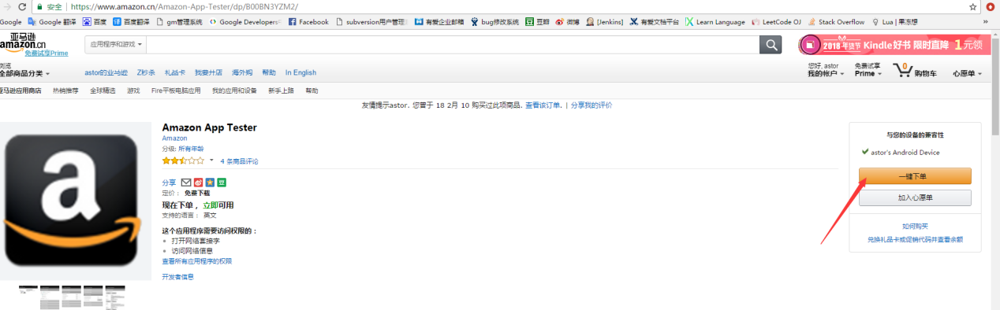 安全 | https://www.amazon.cn/Amazon-App-Tester/dp/B00BN3YZM2/
Google Google 翻译 百度 百度翻译 gm管理系统 Google DevelopersF Facebook subversion用户管理 有爱企业邮箱 bug修改系统 豆瓣 微博 [Jenkins] 有爱文档平台 Learn Language LeetCode OJ Stack Overflow Lua | 果冻想 »
亚马逊
amazon.cn
免费试享Prime
应用程序和游戏
2018 年货节 Kindle好书 限时直降 1元领
浏览
全部商品分类
astor的亚马逊 Z秒杀 礼品卡 我要开店 海外购 帮助 In English
您好, astor
我的帐户
免费试享
Prime
0
购物车
心愿单
亚马逊应用商店 热销推荐 全球精选 游戏 Fire平板电脑应用 我的应用和设备 新手上路 帮助
友情提示astor. 您曾于 18 2月 10 购买过此项商品. 查看该订单. | 分享我的评价
Amazon App Tester
Amazon
分级: 所有年龄
4 条商品评论
分享 豆
定价： 免费下载
现在下单，立即可用
支持的语言： 英文
这个应用程序需要访问权限的：
打开网络套接字
访问网络信息
查看所有应用程序的权限
开发者信息
a
与您的设备的兼容性
astor's Android Device
一键下单
加入心愿单
如何购买
兑换礼品卡或促销代码并查看余额